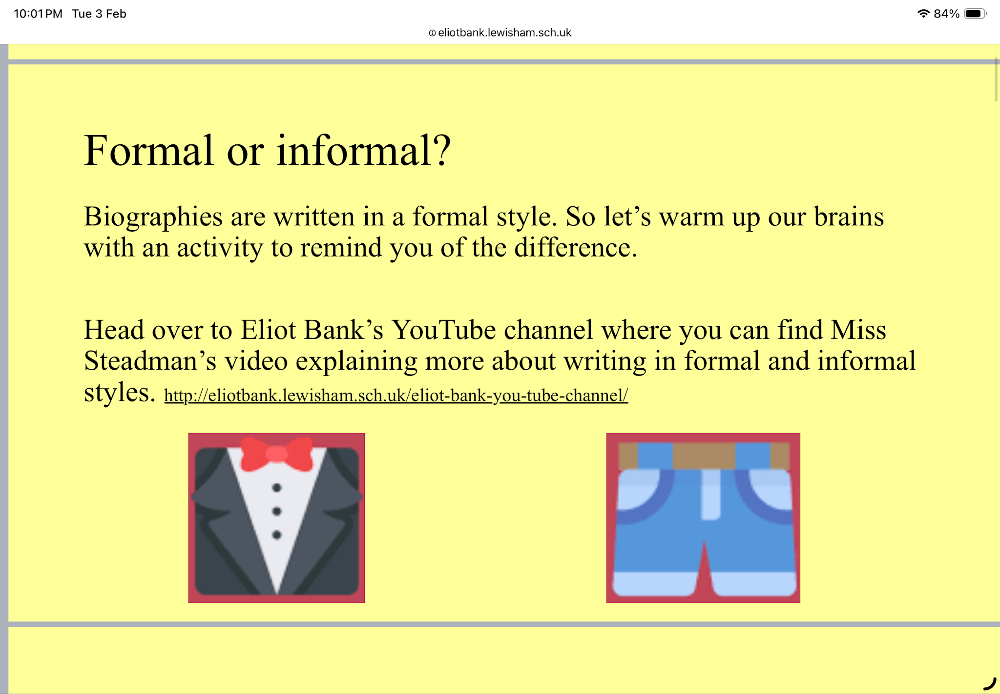 10:01 PM Tue 3 Feb
84%
eliotbank.lewisham.sch.uk
Formal or informal?
Biographies are written in a formal style. So let’s warm up our brains
with an activity to remind you of the difference.
Head over to Eliot Bank’s YouTube channel where you can find Miss
Steadman’s video explaining more about writing in formal and informal
styles. http://eliotbank.lewisham.sch.uk/eliot-bank-you-tube-channel/